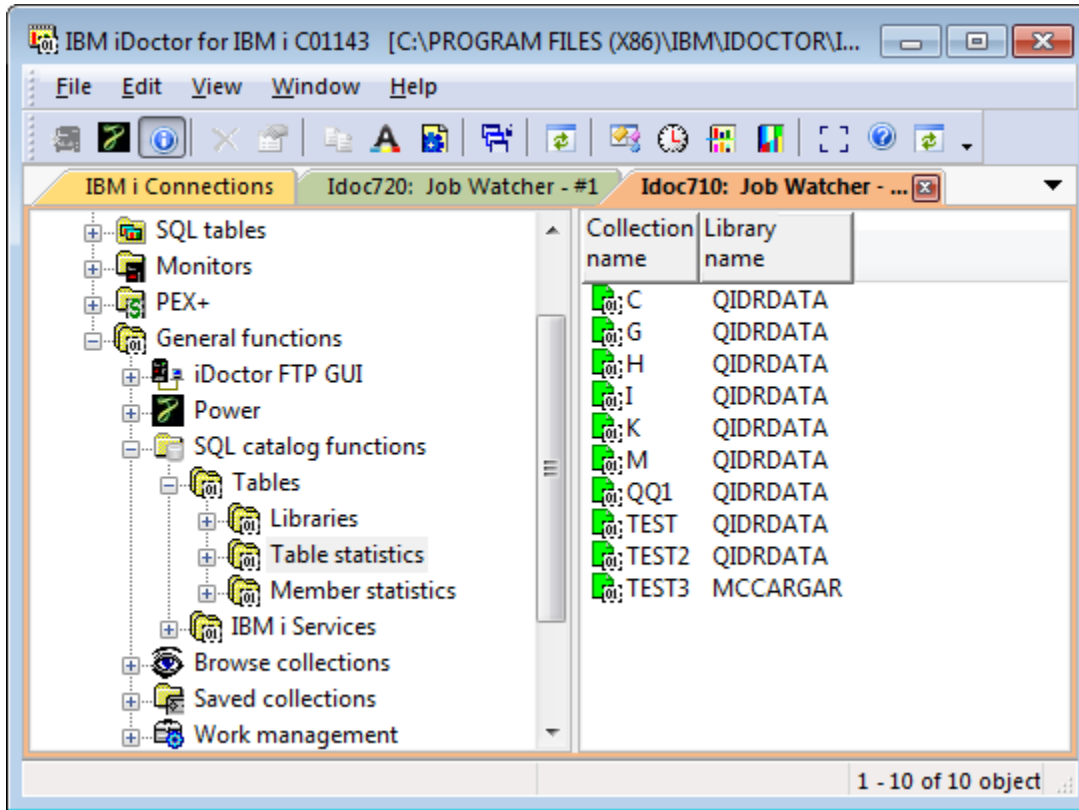 IBM iDoctor for IBM i C01143 [C:\PROGRAM FILES (X86)\IBM\IDOCTOR\I...
File Edit View Window Help
IBM i Connections Idoc720: Job Watcher - #1 Idoc710: Job Watcher - ...
SQL tables
Monitors
PEX+
General functions
iDoctor FTP GUI
Power
SQL catalog functions
Tables
Libraries
Table statistics
Member statistics
IBM i Services
Browse collections
Saved collections
Work management
Collection name Library name
C QIDRDATA
G QIDRDATA
H QIDRDATA
I QIDRDATA
K QIDRDATA
M QIDRDATA
QQ1 QIDRDATA
TEST QIDRDATA
TEST2 QIDRDATA
TEST3 MCCARGAR
1 - 10 of 10 object